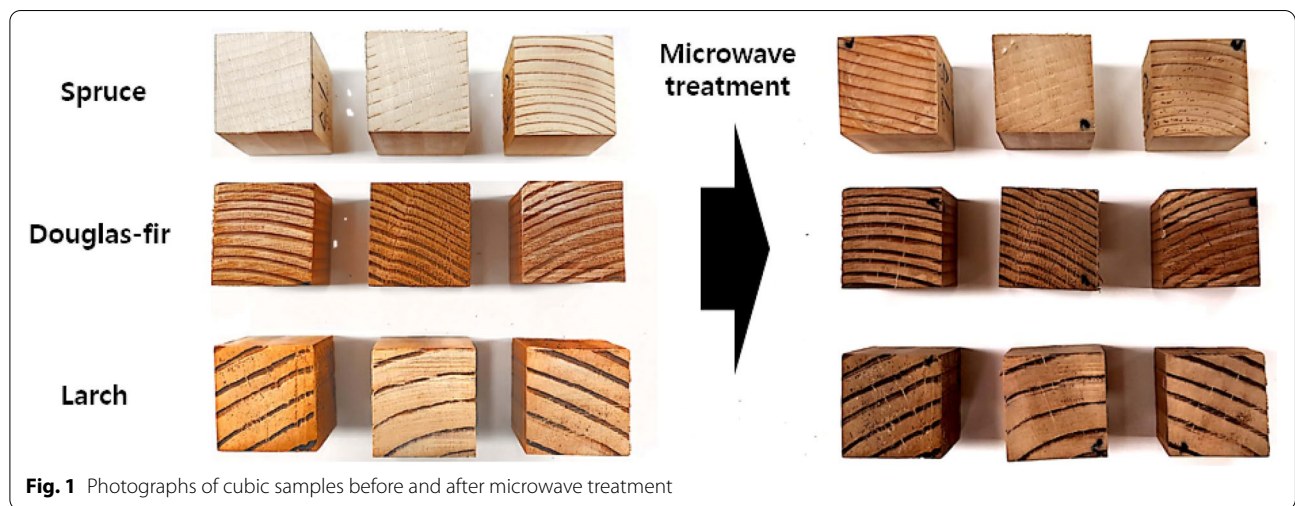 Spruce
Microwave
treatment
Douglas-fir
Larch
Fig. 1 Photographs of cubic samples before and after microwave treatment